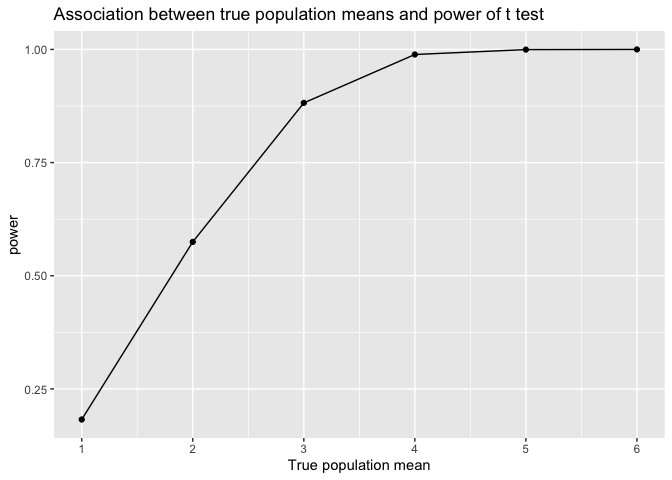 Association between true population means and power of t test
1.00
0.75
0.50
0.25
power
1 2 3 4 5 6
True population mean